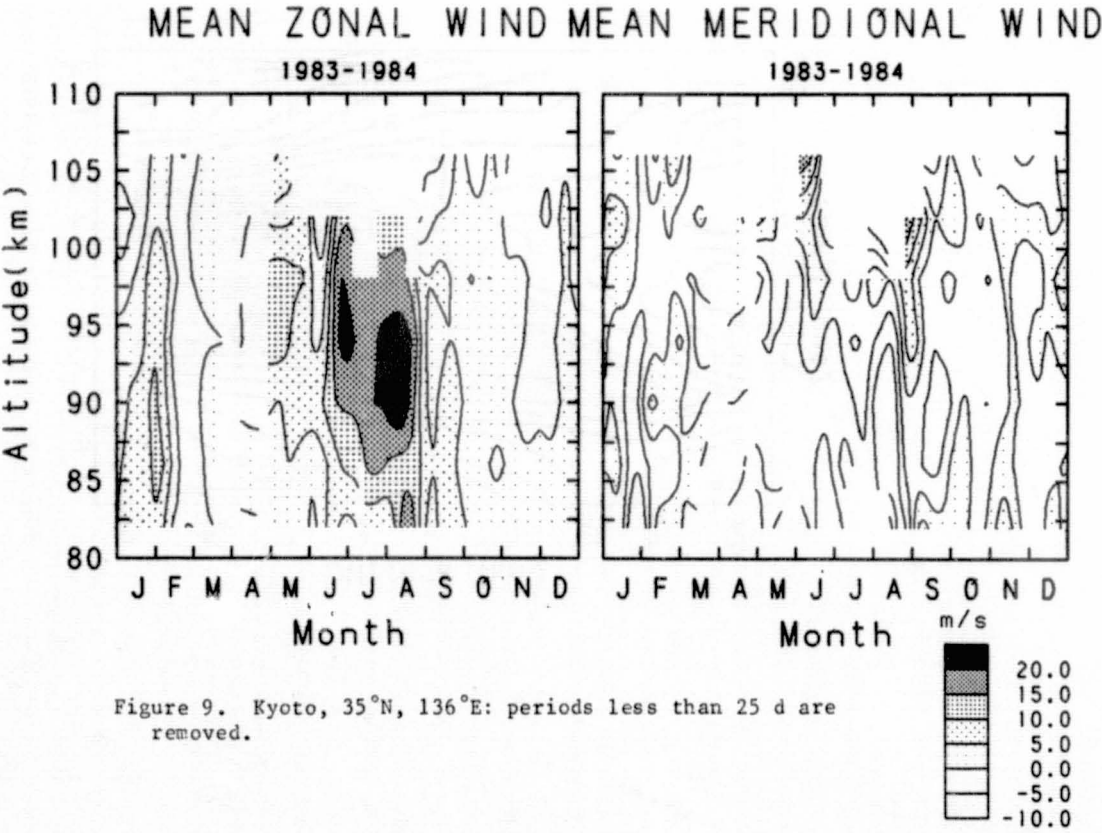 MEAN ZONAL WIND MEAN MERIDIONAL WIND
1983-1984 1983-1984
110
105
100
95
90
85
80
Altitude(km)
J F M A M J J A S O N D
J F M A M J J A S O N D
Month Month
m/s
20.0
15.0
10.0
5.0
0.0
-5.0
-10.0
Figure 9. Kyoto, 35°N, 136°E: periods less than 25 d are
removed.